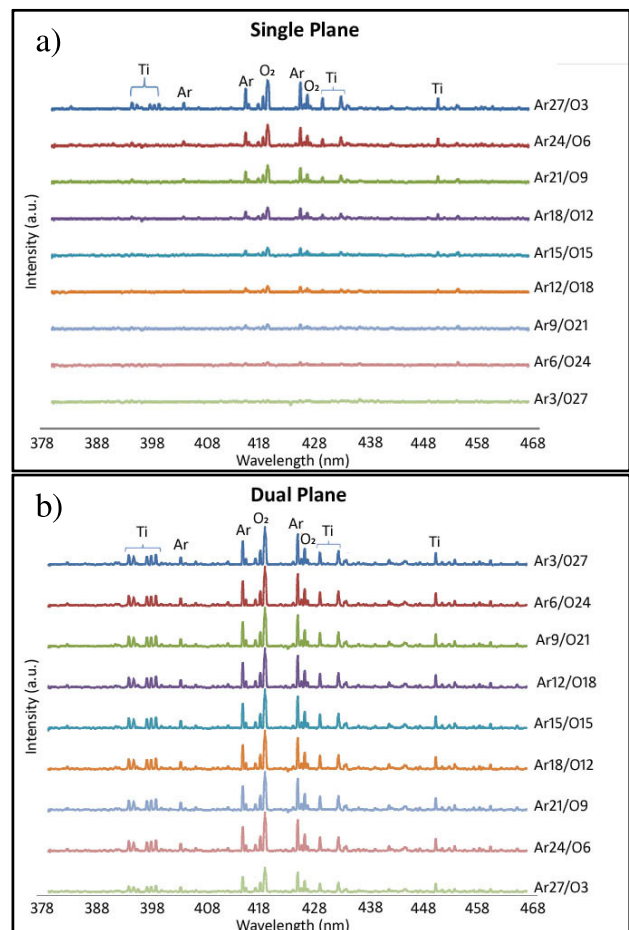 a)
Single Plane
Ti
Ar
Ar
O₂
Ar
O₂
Ti
Ti
Ar27/O3
Ar24/O6
Ar21/O9
Ar18/O12
Ar15/O15
Ar12/O18
Ar9/O21
Ar6/O24
Ar3/027
Intensity (a.u.)
378 388 398 408 418 428 438 448 458 468
Wavelength (nm)
b)
Dual Plane
Ti
Ar
Ar
O₂
Ar
O₂
Ti
Ti
Ar3/027
Ar6/O24
Ar9/O21
Ar12/O18
Ar15/O15
Ar18/O12
Ar21/O9
Ar24/O6
Ar27/O3
Intensity (a.u.)
378 388 398 408 418 428 438 448 458 468
Wavelength (nm)